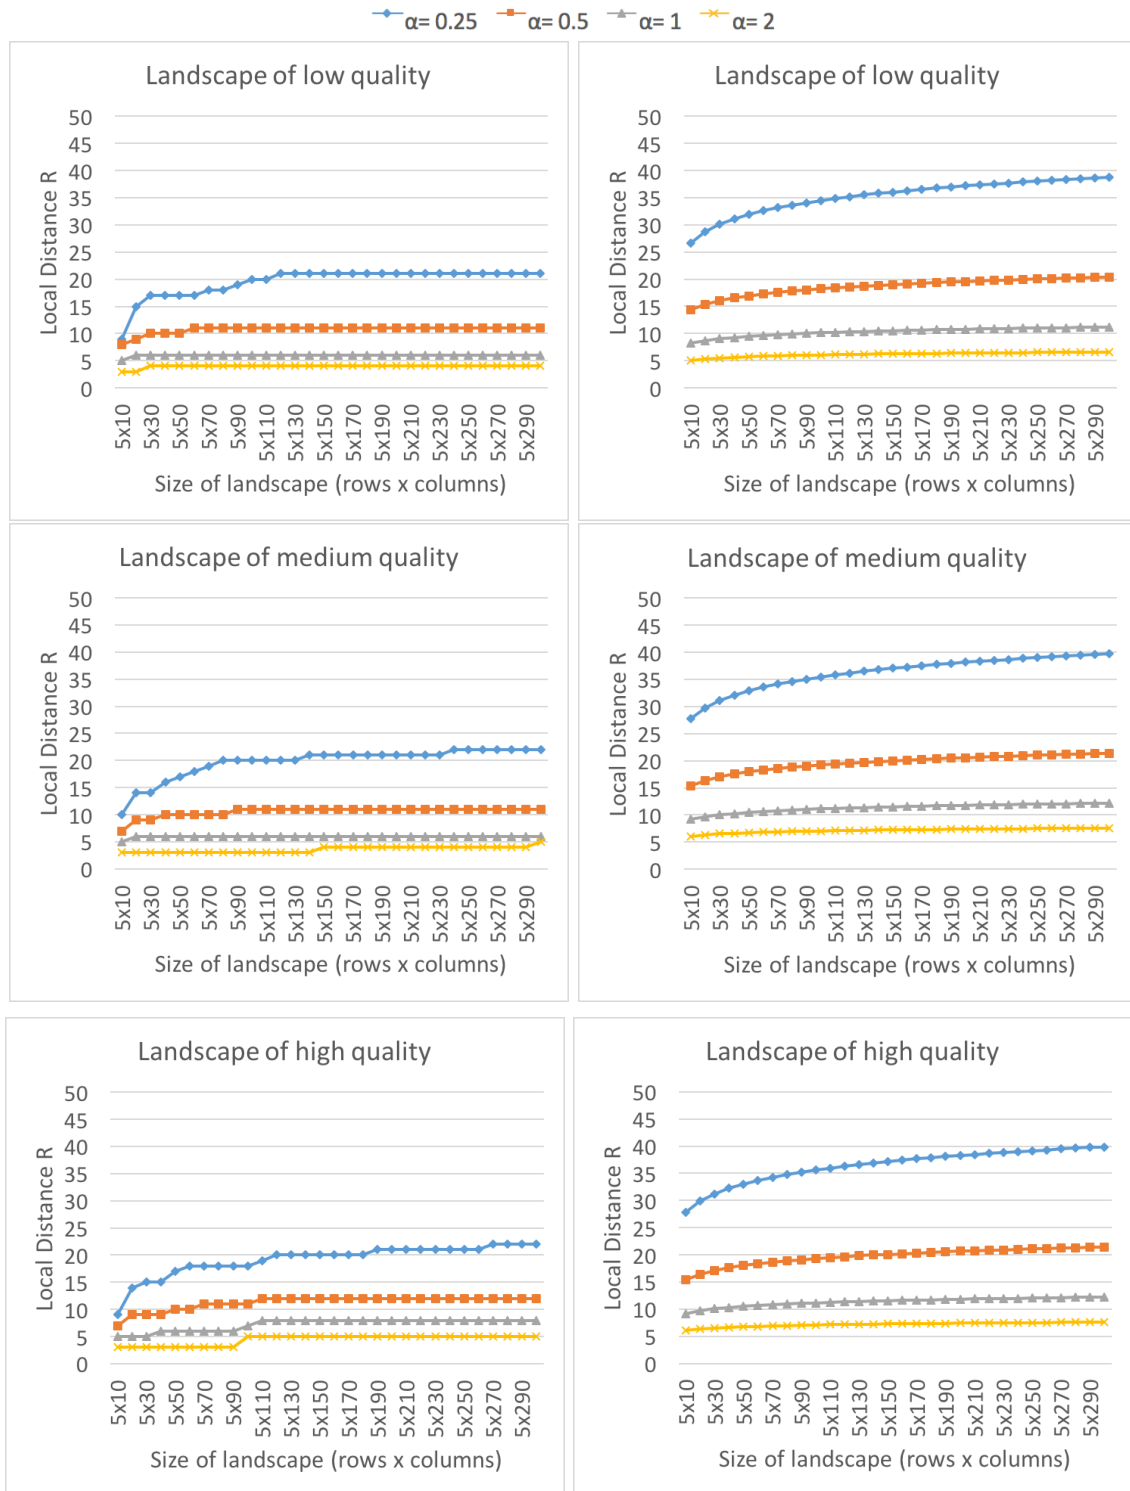 α= 0.25 α= 0.5 α= 1 α= 2
Landscape of low quality
50
45
40
35
30
25
20
15
10
5
0
Local Distance R
5x10 5x30 5x50 5x70 5x90 5x110 5x130 5x150 5x170 5x190 5x210 5x230 5x250 5x270 5x290
Size of landscape (rows x columns)
Landscape of low quality
50
45
40
35
30
25
20
15
10
5
0
Local Distance R
5x10 5x30 5x50 5x70 5x90 5x110 5x130 5x150 5x170 5x190 5x210 5x230 5x250 5x270 5x290
Size of landscape (rows x columns)
Landscape of medium quality
50
45
40
35
30
25
20
15
10
5
0
Local Distance R
5x10 5x30 5x50 5x70 5x90 5x110 5x130 5x150 5x170 5x190 5x210 5x230 5x250 5x270 5x290
Size of landscape (rows x columns)
Landscape of medium quality
50
45
40
35
30
25
20
15
10
5
0
Local Distance R
5x10 5x30 5x50 5x70 5x90 5x110 5x130 5x150 5x170 5x190 5x210 5x230 5x250 5x270 5x290
Size of landscape (rows x columns)
Landscape of high quality
50
45
40
35
30
25
20
15
10
5
0
Local Distance R
5x10 5x30 5x50 5x70 5x90 5x110 5x130 5x150 5x170 5x190 5x210 5x230 5x250 5x270 5x290
Size of landscape (rows x columns)
Landscape of high quality
50
45
40
35
30
25
20
15
10
5
0
Local Distance R
5x10 5x30 5x50 5x70 5x90 5x110 5x130 5x150 5x170 5x190 5x210 5x230 5x250 5x270 5x290
Size of landscape (rows x columns)